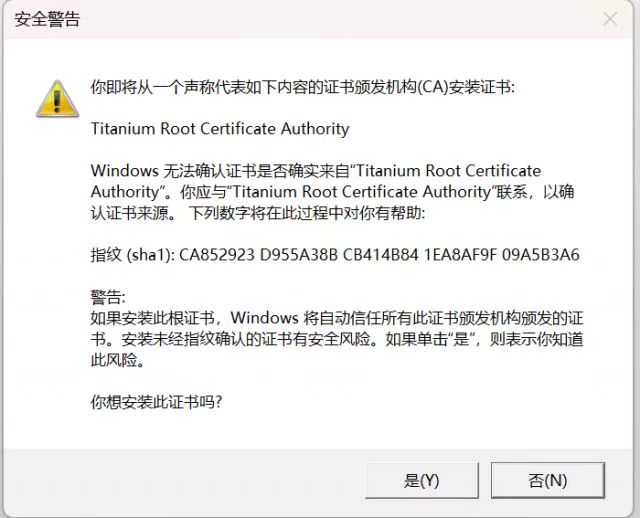 安全警告
你即将从一个声称代表如下内容的证书颁发机构(CA)安装证书:
Titanium Root Certificate Authority
Windows 无法确认证书是否确实来自“Titanium Root Certificate
Authority”。你应与“Titanium Root Certificate Authority”联系，以确
认证书来源。 下列数字将在此过程中对你有帮助:
指纹 (sha1): CA852923 D955A38B CB414B84 1EA8AF9F 09A5B3A6
警告:
如果安装此根证书，Windows 将自动信任所有此证书颁发机构颁发的证
书。安装未经指纹确认的证书有安全风险。如果单击“是”，则表示你知道
此风险。
你想安装此证书吗?
是(Y)
否(N)